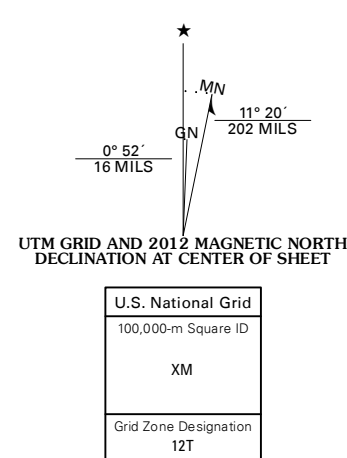 ★
MN
11° 20´
202 MILS
GN
0° 52´
16 MILS
UTM GRID AND 2012 MAGNETIC NORTH
DECLINATION AT CENTER OF SHEET
U.S. National Grid
100,000-m Square ID
XM
Grid Zone Designation
12T